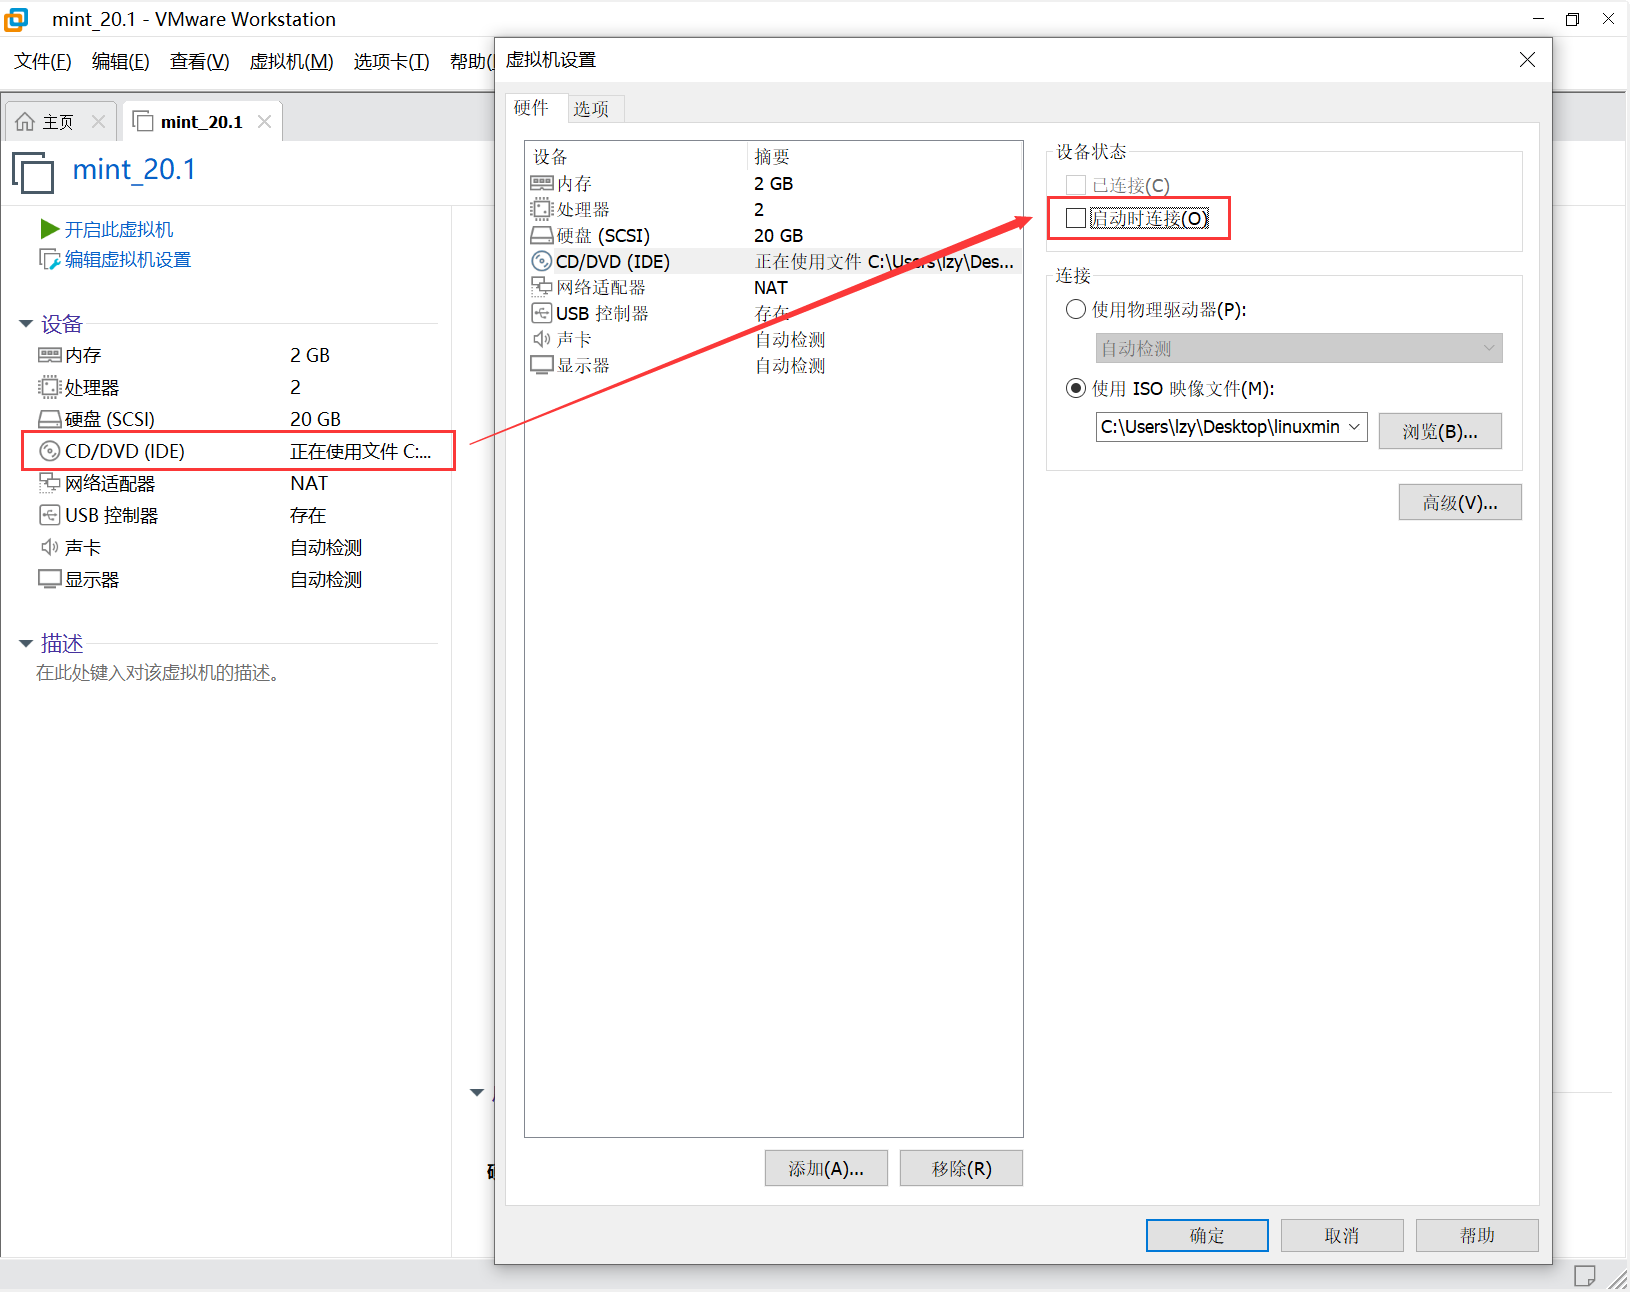 mint_20.1 - VMware Workstation
文件(F) 编辑(E) 查看(V) 虚拟机(M) 选项卡(T) 帮助(
主页 mint_20.1
mint_20.1
开启此虚拟机
编辑虚拟机设置
设备
内存 2 GB
处理器 2
硬盘 (SCSI) 20 GB
CD/DVD (IDE) 正在使用文件 C:...
网络适配器 NAT
USB 控制器 存在
声卡 自动检测
显示器 自动检测
描述
在此处键入对该虚拟机的描述。
虚拟机设置
硬件 选项
设备 摘要
内存 2 GB
处理器 2
硬盘 (SCSI) 20 GB
CD/DVD (IDE) 正在使用文件 C:\Users\lzy\Des...
网络适配器 NAT
USB 控制器 存在
声卡 自动检测
显示器 自动检测
添加(A)... 移除(R)
设备状态
已连接(C)
启动时连接(O)
连接
使用物理驱动器(P):
自动检测
使用 ISO 映像文件(M):
C:\Users\lzy\Desktop\linuxmin 浏览(B)...
高级(V)...
确定 取消 帮助